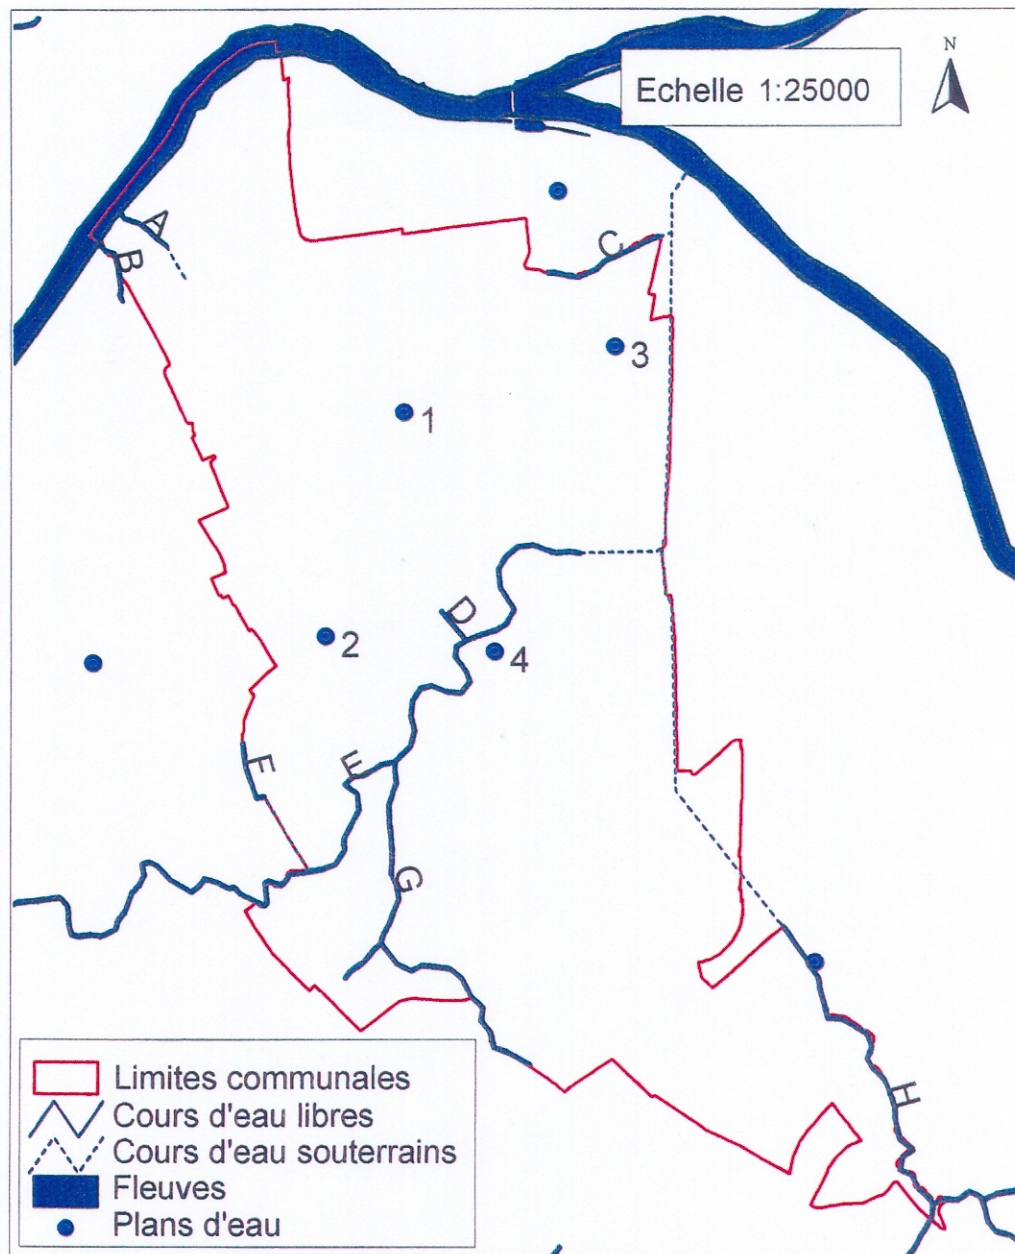 N
Echelle 1:25000
A
B
C
3
1
D
2
4
F
E
G
H
Limites communales
Cours d'eau libres
Cours d'eau souterrains
Fleuves
Plans d'eau